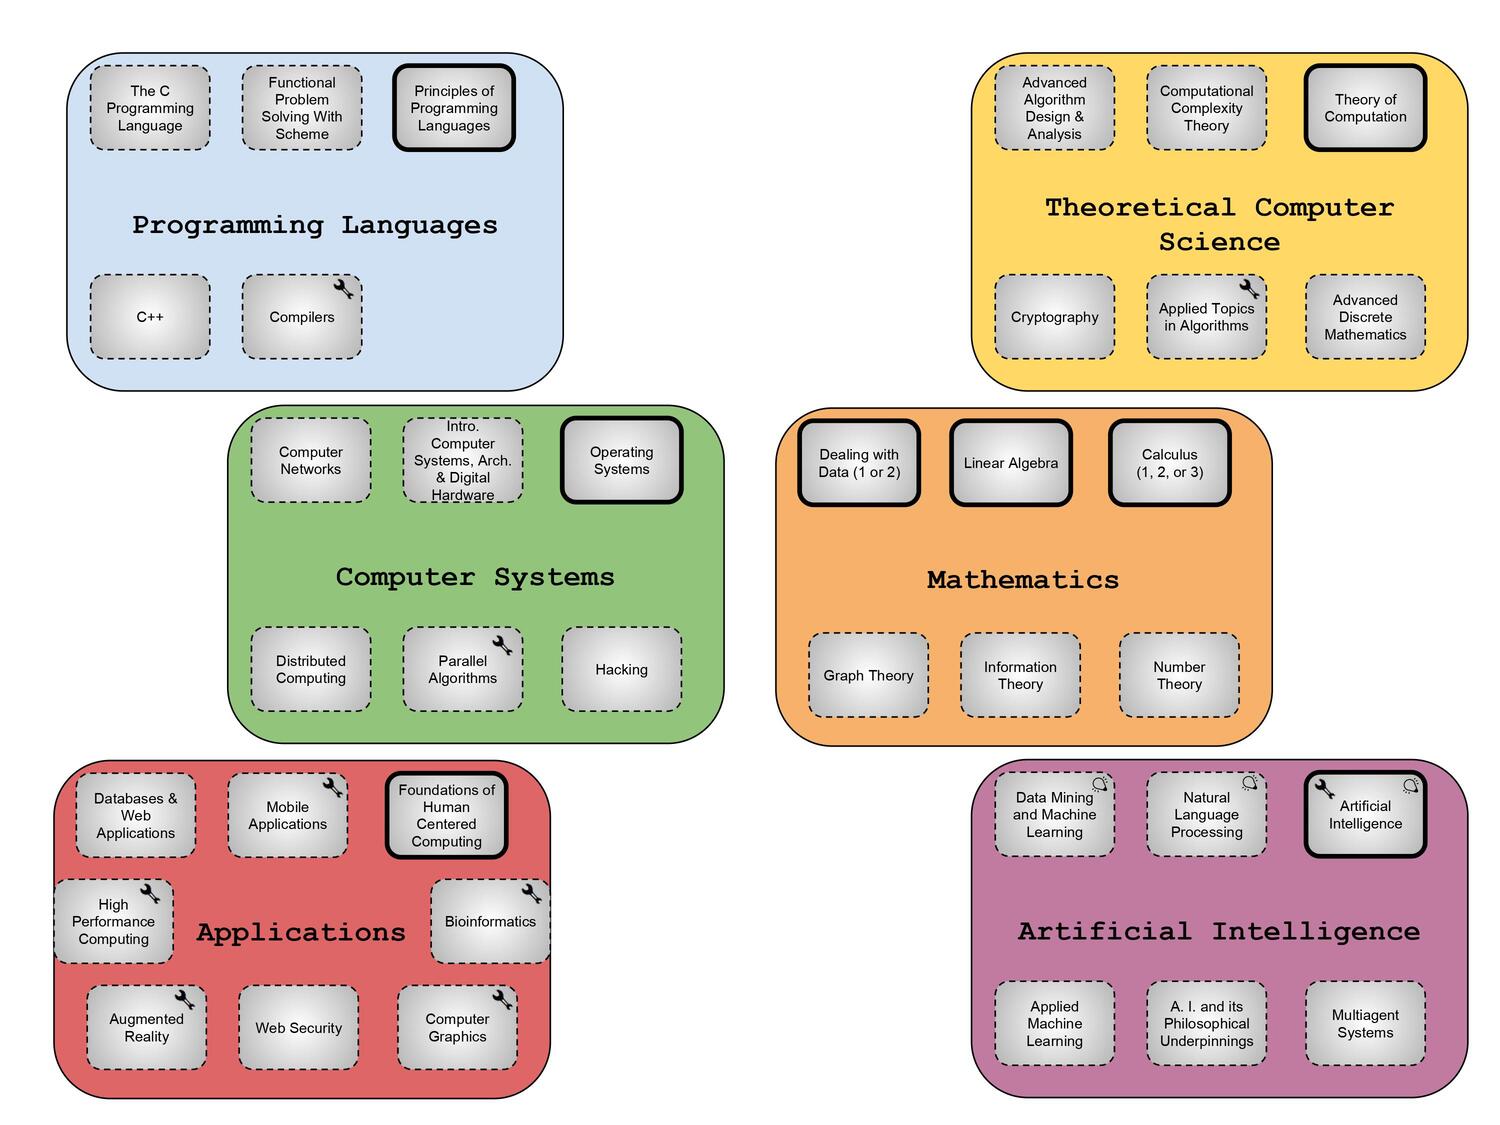 The C
Programming
Language
Functional
Problem
Solving With
Scheme
Principles of
Programming
Languages
Programming Languages
C++
Compilers
Advanced
Algorithm
Design &
Analysis
Computational
Complexity
Theory
Theory of
Computation
Theoretical Computer
Science
Cryptography
Applied Topics
in Algorithms
Advanced
Discrete
Mathematics
Computer
Networks
Intro.
Computer
Systems, Arch.
& Digital
Hardware
Operating
Systems
Computer Systems
Distributed
Computing
Parallel
Algorithms
Hacking
Dealing with
Data (1 or 2)
Linear Algebra
Calculus
(1, 2, or 3)
Mathematics
Graph Theory
Information
Theory
Number
Theory
Databases &
Web
Applications
Mobile
Applications
Foundations of
Human
Centered
Computing
High
Performance
Computing
Applications
Bioinformatics
Augmented
Reality
Web Security
Computer
Graphics
Data Mining
and Machine
Learning
Natural
Language
Processing
Artificial
Intelligence
Artificial Intelligence
Applied
Machine
Learning
A. I. and its
Philosophical
Underpinnings
Multiagent
Systems